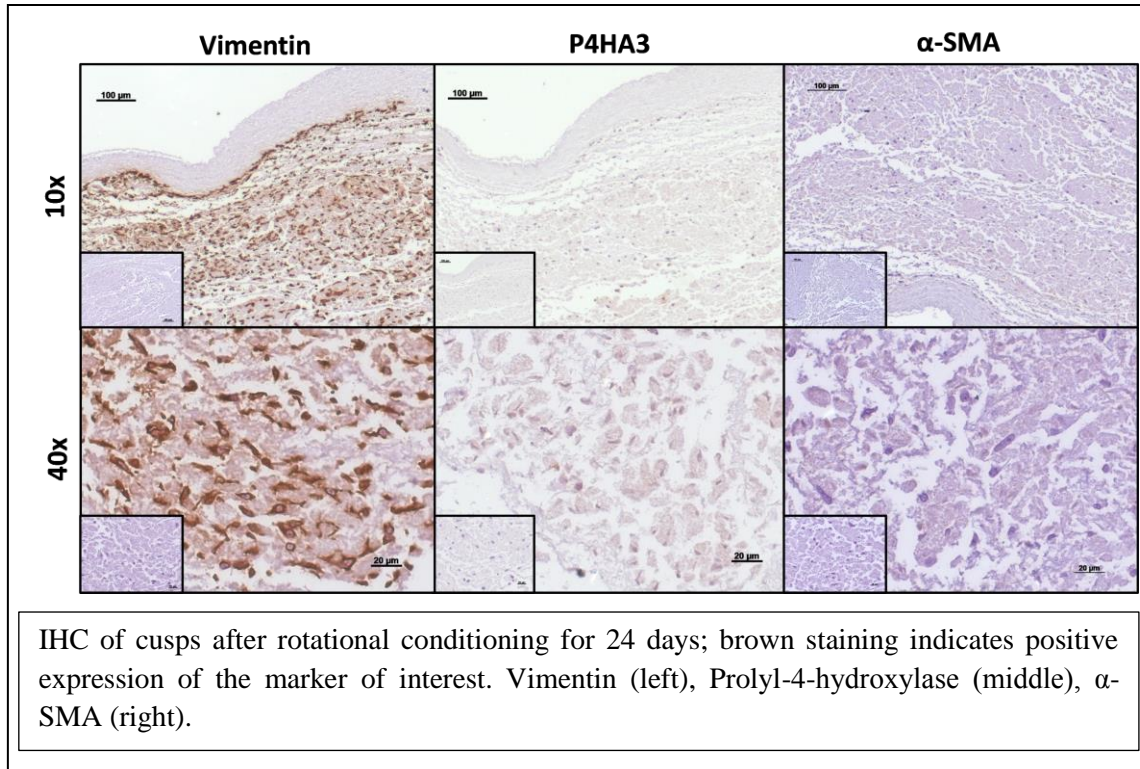 Vimentin P4HA3 α-SMA
10x
100 µm 100 µm 100 µm
40x
20 µm 20 µm 20 µm
IHC of cusps after rotational conditioning for 24 days; brown staining indicates positive
expression of the marker of interest. Vimentin (left), Prolyl-4-hydroxylase (middle), α-
SMA (right).